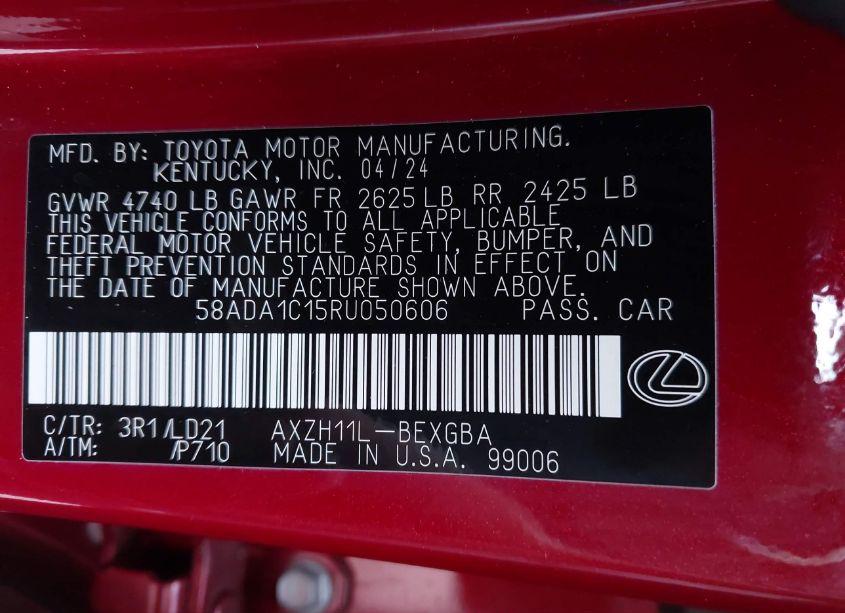 MFD. BY: TOYOTA MOTOR MANUFACTURING.
KENTUCKY, INC. 04/24
GVWR 4740 LB GAWR FR 2625 LB RR 2425 LB
THIS VEHICLE CONFORMS TO ALL APPLICABLE
FEDERAL MOTOR VEHICLE SAFETY, BUMPER, AND
THEFT PREVENTION STANDARDS IN EFFECT ON
THE DATE OF MANUFACTURE SHOWN ABOVE.
58ADA1C15RU050606 PASS. CAR
C/TR: 3R1/LD21 AXZH11L-BEXGBA
A/TM: /P710 MADE IN U.S.A. 99006